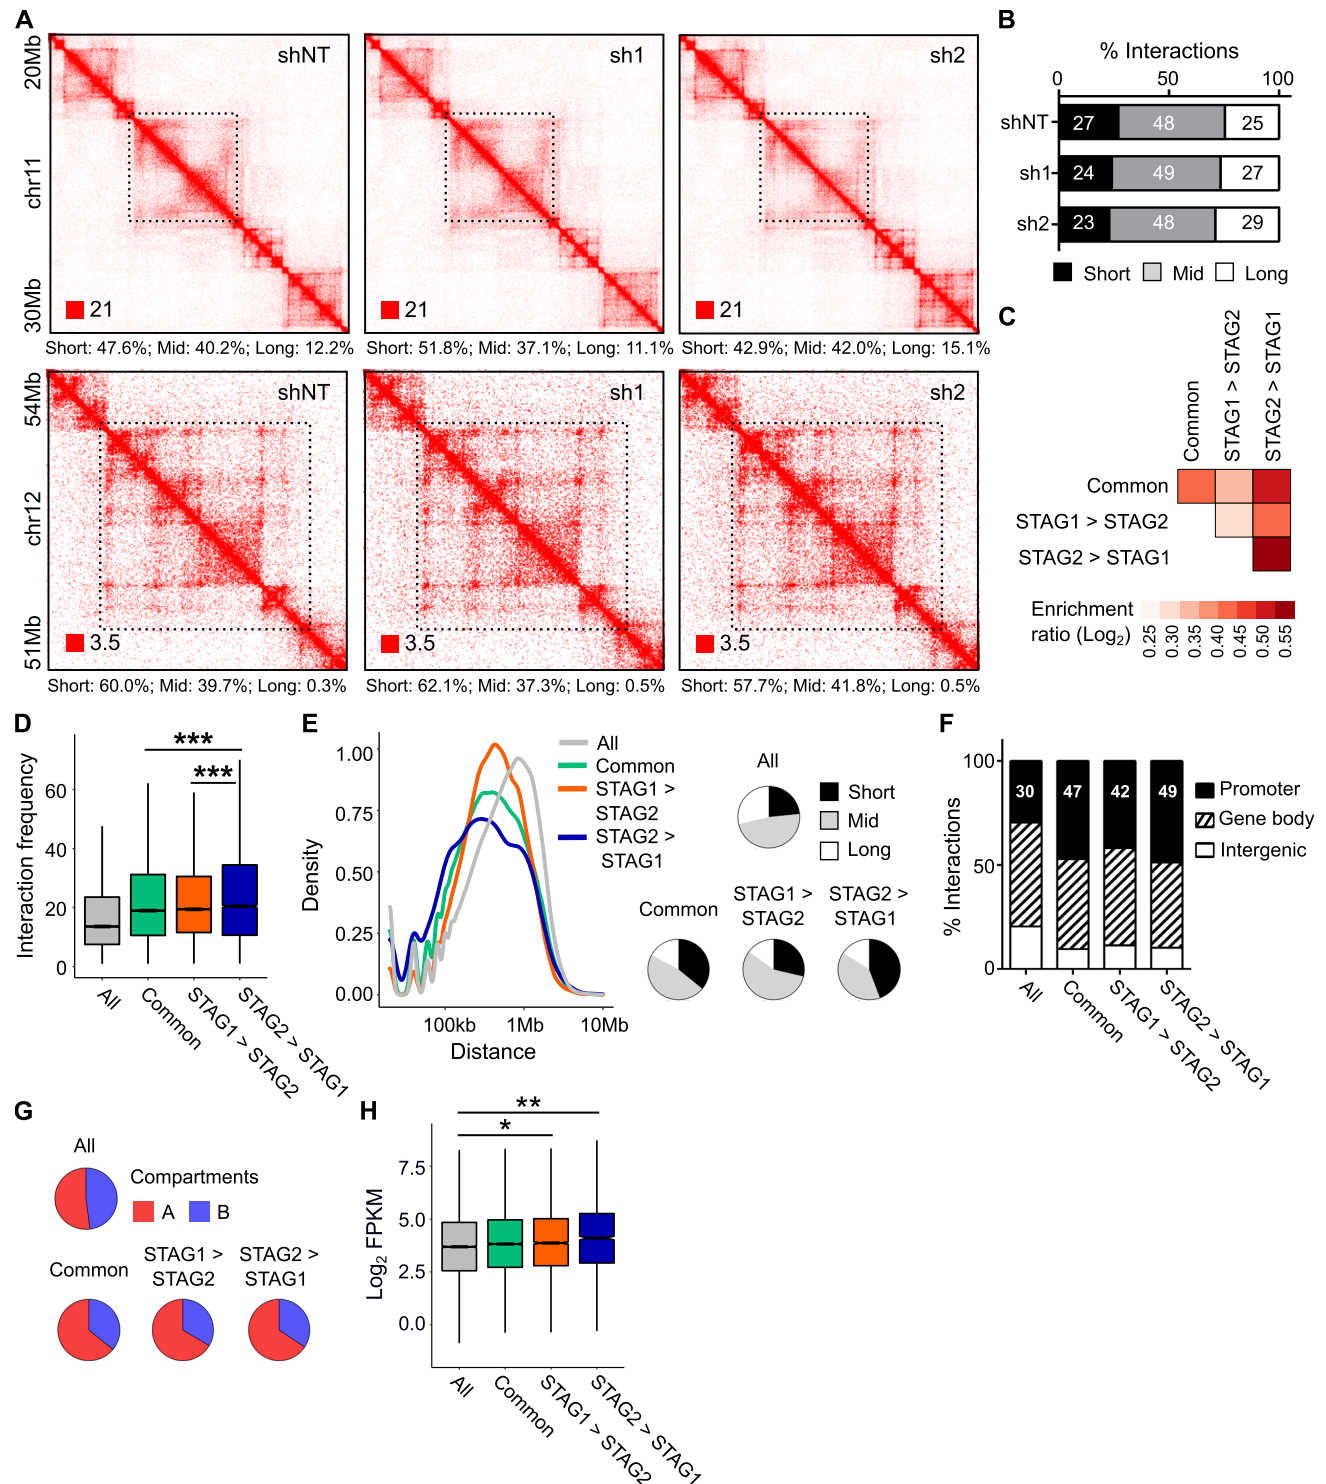 A
20Mb
chr11
30Mb
shNT
21
sh1
21
sh2
21
Short: 47.6%; Mid: 40.2%; Long: 12.2%
Short: 51.8%; Mid: 37.1%; Long: 11.1%
Short: 42.9%; Mid: 42.0%; Long: 15.1%
54Mb
chr12
51Mb
shNT
3.5
sh1
3.5
sh2
3.5
Short: 60.0%; Mid: 39.7%; Long: 0.3%
Short: 62.1%; Mid: 37.3%; Long: 0.5%
Short: 57.7%; Mid: 41.8%; Long: 0.5%
B
% Interactions
0 50 100
shNT 27 48 25
sh1 24 49 27
sh2 23 48 29
Short Mid Long
C
Common
STAG1 > STAG2
STAG2 > STAG1
Common
STAG1 > STAG2
STAG2 > STAG1
Enrichment
ratio (Log₂)
0.25
0.30
0.35
0.40
0.45
0.50
0.55
D
Interaction frequency
60
40
20
0
***
***
All
Common
STAG1 > STAG2
STAG2 > STAG1
E
Density
1.00
0.75
0.50
0.25
0.00
100kb 1Mb 10Mb
Distance
All
Common
STAG1 >
STAG2
STAG2 >
STAG1
All
Short
Mid
Long
Common
STAG1 >
STAG2
STAG2 >
STAG1
F
% Interactions
100
50
0
30 47 42 49
Promoter
Gene body
Intergenic
All
Common
STAG1 > STAG2
STAG2 > STAG1
G
All
Compartments
A B
Common
STAG1 >
STAG2
STAG2 >
STAG1
H
Log₂ FPKM
7.5
5.0
2.5
0.0
**
*
All
Common
STAG1 > STAG2
STAG2 > STAG1